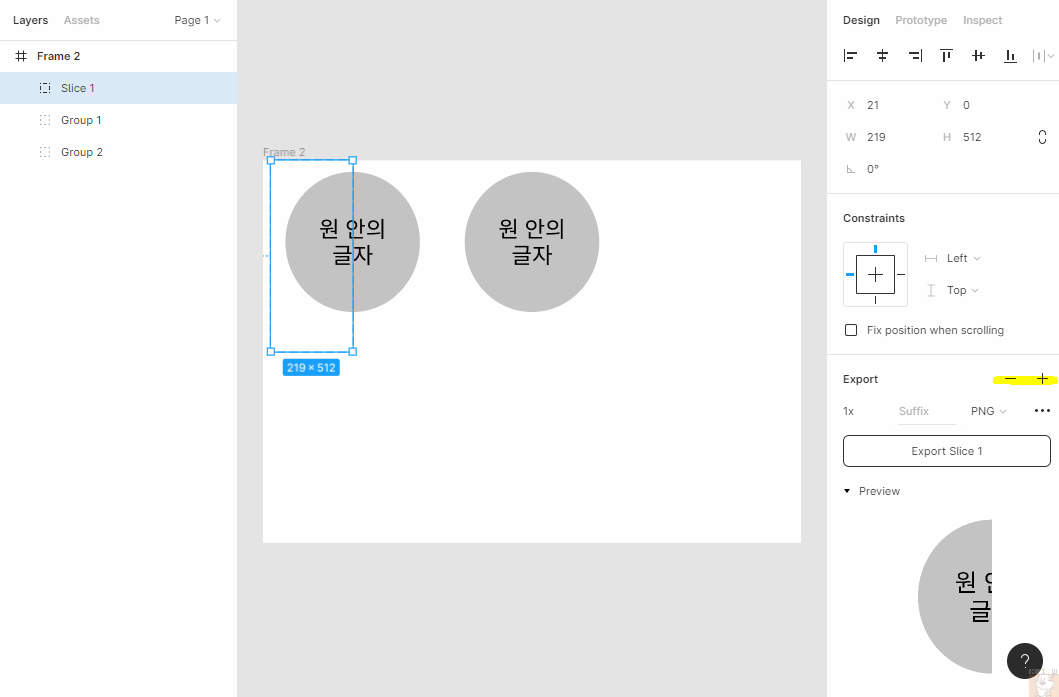 Layers Assets Page 1
Frame 2
Slice 1
Group 1
Group 2
Frame 2
원 안의
글자
원 안의
글자
219 × 512
Design Prototype Inspect
X 21 Y 0
W 219 H 512
0°
Constraints
Left
Top
Fix position when scrolling
Export
1x Suffix PNG
Export Slice 1
Preview
원
글
?